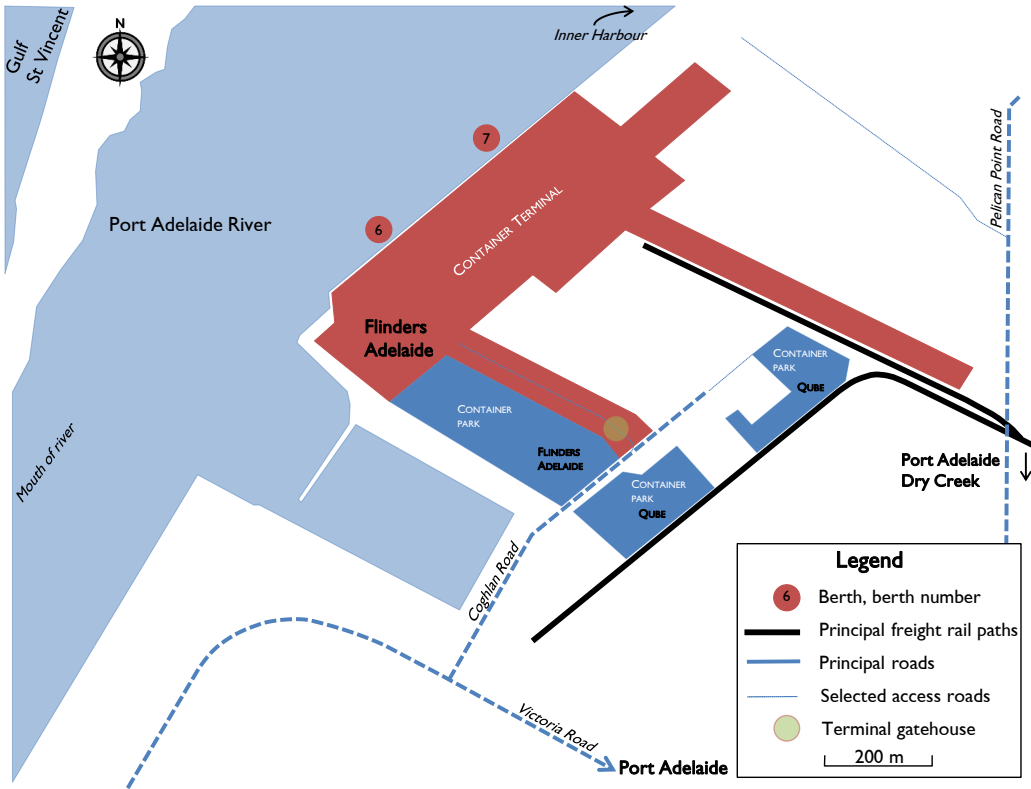 Gulf
St Vincent
N
Inner Harbour
7
Pelican Point Road
Port Adelaide River
6
CONTAINER TERMINAL
Flinders
Adelaide
CONTAINER
PARK
QUBE
CONTAINER
PARK
FLINDERS
ADELAIDE
CONTAINER
PARK
QUBE
Mouth of river
Port Adelaide
Dry Creek
Coghlan Road
Victoria Road
Port Adelaide
Legend
6 Berth, berth number
Principal freight rail paths
Principal roads
Selected access roads
Terminal gatehouse
200 m